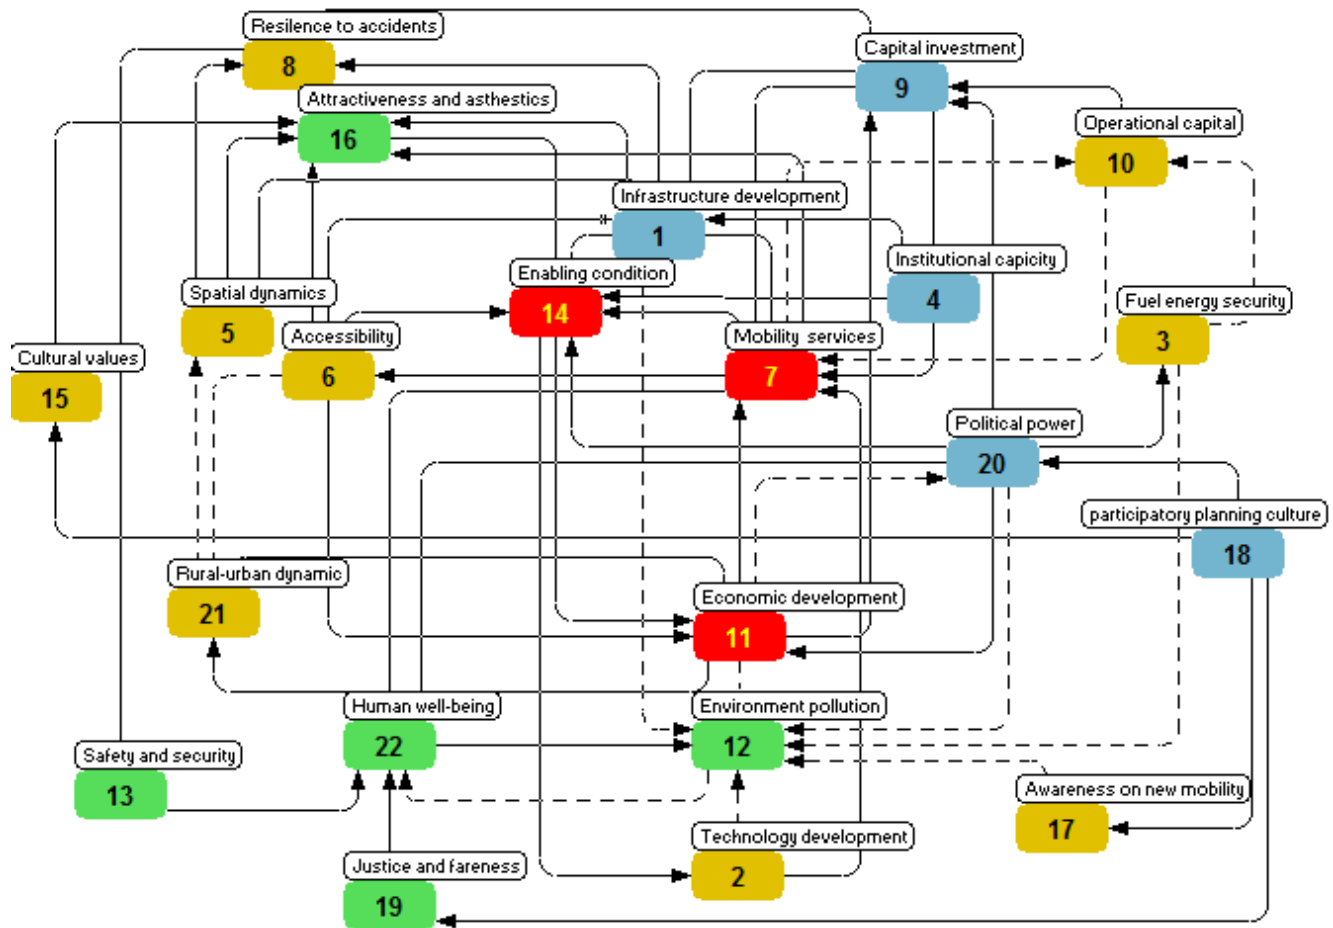 Resilence to accidents
8
Capital investment
9
Attractiveness and asthestics
16
Operational capital
10
Infrastructure development
1
Institutional capicity
4
Enabling condition
14
Spatial dynamics
5
Fuel energy security
3
Accessibility
6
Mobility services
7
Cultural values
15
Political power
20
participatory planning culture
18
Rural-urban dynamic
21
Economic development
11
Human well-being
22
Environment pollution
12
Safety and security
13
Awareness on new mobility
17
Technology development
2
Justice and fareness
19